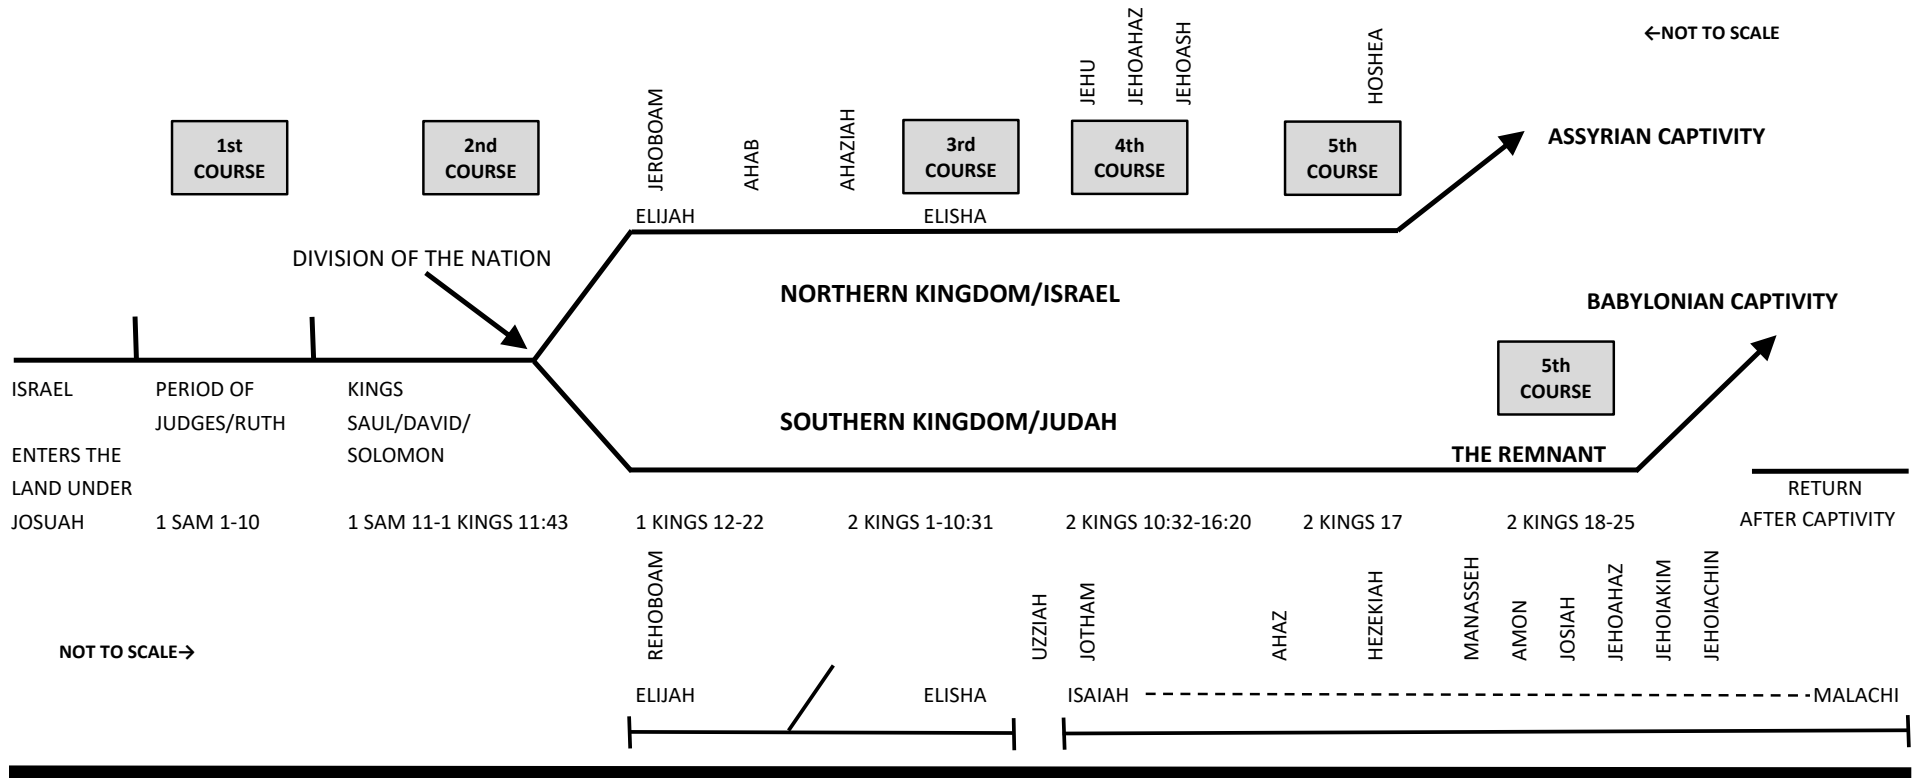 JEHU
JEHOAHAZ
JEHOASH
HOSHEA
←NOT TO SCALE
JEROBOAM
AHAB
AHAZIAH
1st
COURSE
2nd
COURSE
3rd
COURSE
4th
COURSE
5th
COURSE
ASSYRIAN CAPTIVITY
ELIJAH
ELISHA
DIVISION OF THE NATION
NORTHERN KINGDOM/ISRAEL
BABYLONIAN CAPTIVITY
5th
COURSE
ISRAEL
ENTERS THE
LAND UNDER
JOSUAH
PERIOD OF
JUDGES/RUTH
1 SAM 1-10
KINGS
SAUL/DAVID/
SOLOMON
1 SAM 11-1 KINGS 11:43
SOUTHERN KINGDOM/JUDAH
THE REMNANT
1 KINGS 12-22
2 KINGS 1-10:31
2 KINGS 10:32-16:20
2 KINGS 17
2 KINGS 18-25
RETURN
AFTER CAPTIVITY
REHOBOAM
UZZIAH
JOTHAM
AHAZ
HEZEKIAH
MANASSEH
AMON
JOSIAH
JEHOAHAZ
JEHOIAKIM
JEHOIACHIN
NOT TO SCALE→
ELIJAH
ELISHA
ISAIAH
MALACHI